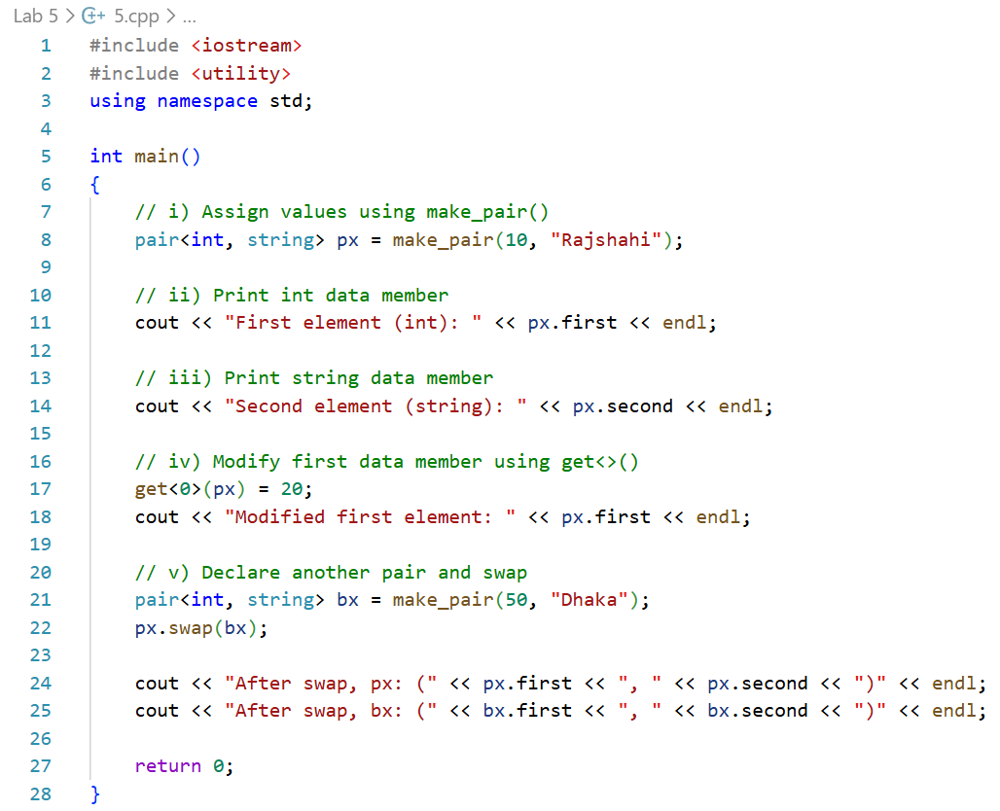 Lab 5 > C++ 5.cpp > ...
1 #include <iostream>
2 #include <utility>
3 using namespace std;
4
5 int main()
6 {
7     // i) Assign values using make_pair()
8     pair<int, string> px = make_pair(10, "Rajshahi");
9
10     // ii) Print int data member
11     cout << "First element (int): " << px.first << endl;
12
13     // iii) Print string data member
14     cout << "Second element (string): " << px.second << endl;
15
16     // iv) Modify first data member using get<>()
17     get<0>(px) = 20;
18     cout << "Modified first element: " << px.first << endl;
19
20     // v) Declare another pair and swap
21     pair<int, string> bx = make_pair(50, "Dhaka");
22     px.swap(bx);
23
24     cout << "After swap, px: (" << px.first << ", " << px.second << ")" << endl;
25     cout << "After swap, bx: (" << bx.first << ", " << bx.second << ")" << endl;
26
27     return 0;
28 }